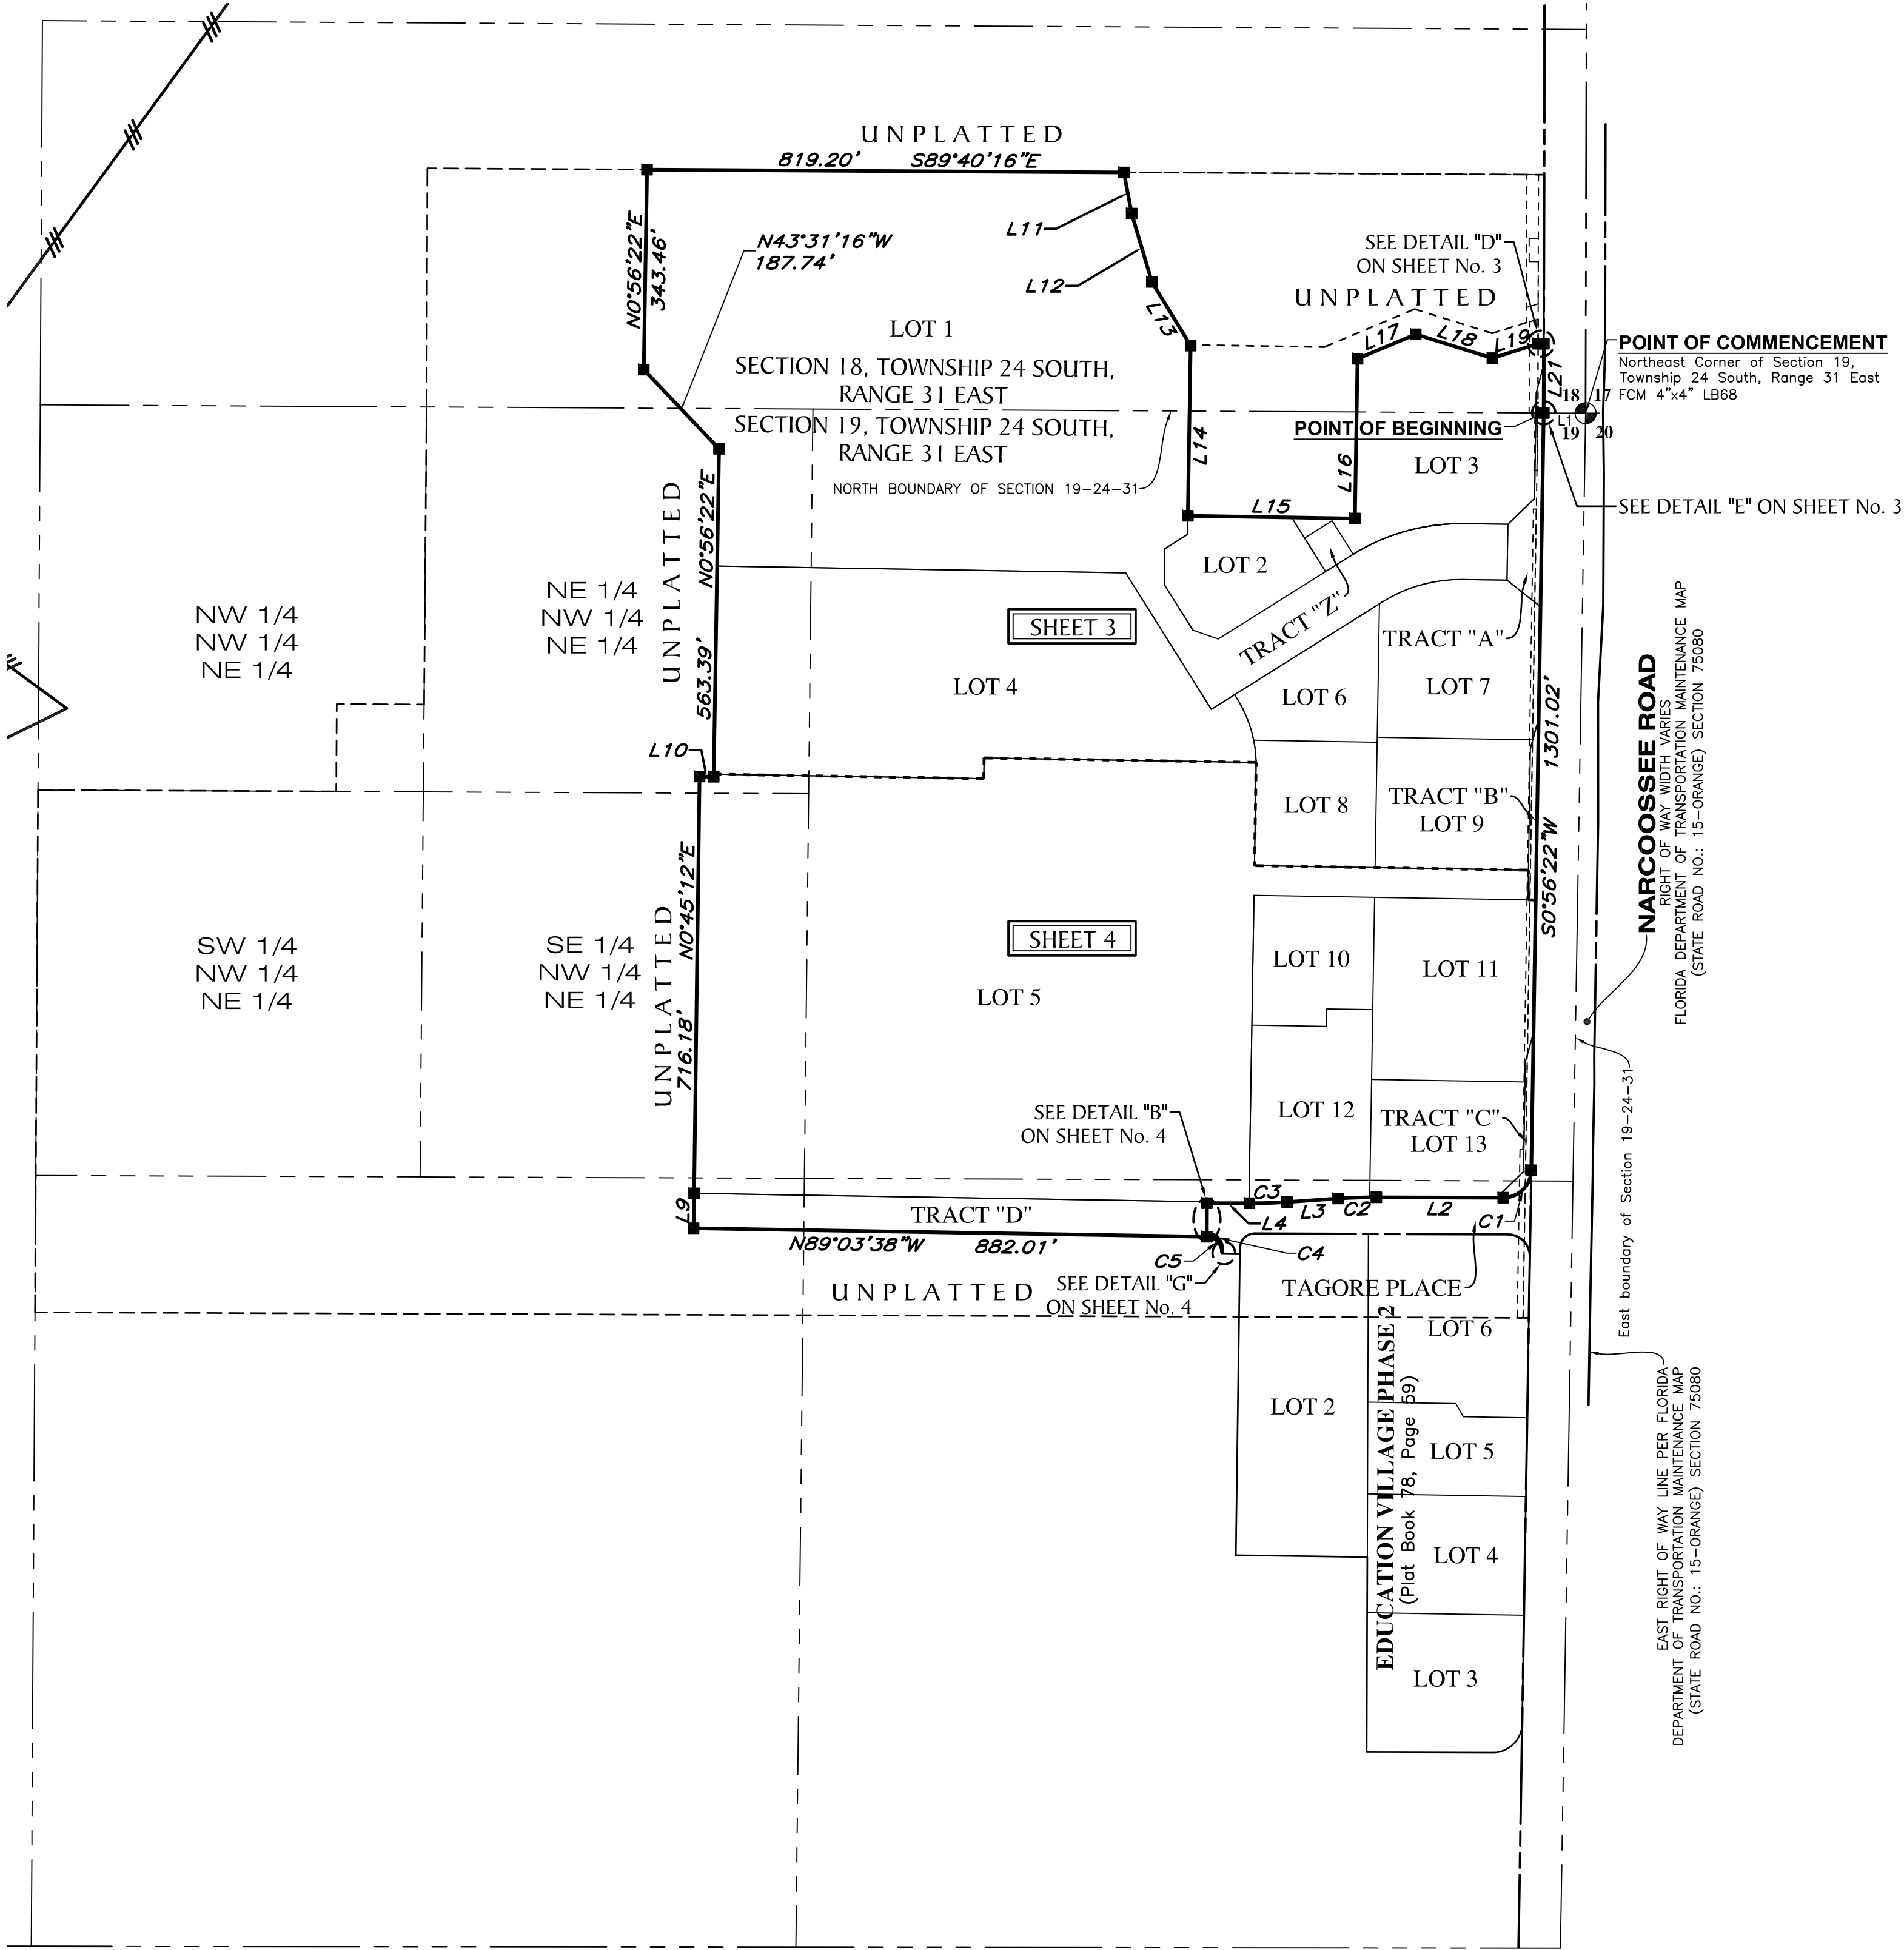 UNPLATTED
819.20' S89°40'16"E
L11
N43°31'16"W
187.74'
N0°56'22"E
343.46'
L12
SEE DETAIL "D"
ON SHEET No. 3
UNPLATTED
L13
LOT 1
L17
L18
L19
POINT OF COMMENCEMENT
Northeast Corner of Section 19,
Township 24 South, Range 31 East
FCM 4"x4" LB68
SECTION 18, TOWNSHIP 24 SOUTH,
RANGE 31 EAST
L21
18 17
L1
19 20
SECTION 19, TOWNSHIP 24 SOUTH,
RANGE 31 EAST
POINT OF BEGINNING
L14
L16
LOT 3
NORTH BOUNDARY OF SECTION 19-24-31
SEE DETAIL "E" ON SHEET No. 3
L15
UNPLATTED
N0°56'22"E
563.39'
LOT 2
TRACT "Z"
NW 1/4
NW 1/4
NE 1/4
NE 1/4
NW 1/4
NE 1/4
SHEET 3
TRACT "A"
LOT 4
LOT 6
LOT 7
1301.02'
S0°56'22"W
NARCOOSSEE ROAD
RIGHT OF WAY WIDTH VARIES
FLORIDA DEPARTMENT OF TRANSPORTATION MAINTENANCE MAP
(STATE ROAD NO.: 15-ORANGE) SECTION 75080
L10
LOT 8
TRACT "B"
LOT 9
UNPLATTED
N0°45'12"E
716.18'
SW 1/4
NW 1/4
NE 1/4
SE 1/4
NW 1/4
NE 1/4
SHEET 4
LOT 5
LOT 10
LOT 11
East boundary of Section 19-24-31
SEE DETAIL "B"
ON SHEET No. 4
LOT 12
TRACT "C"
LOT 13
L9
TRACT "D"
C3
L4
L3
C2
L2
C1
N89°03'38"W 882.01'
C5
C4
UNPLATTED
SEE DETAIL "G"
ON SHEET No. 4
TAGORE PLACE
EDUCATION VILLAGE PHASE 2
(Plat Book 78, Page 59)
LOT 6
LOT 2
LOT 5
LOT 4
LOT 3
EAST RIGHT OF WAY LINE PER FLORIDA
DEPARTMENT OF TRANSPORTATION MAINTENANCE MAP
(STATE ROAD NO.: 15-ORANGE) SECTION 75080